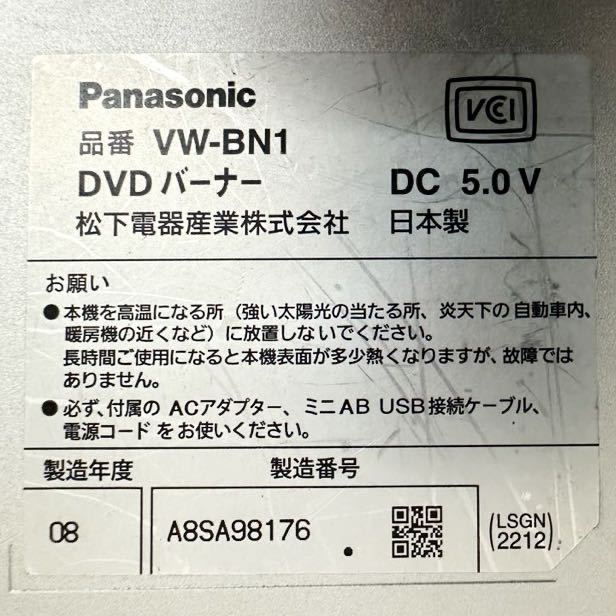 Panasonic
VCCI
品番 VW-BN1
DVDバーナー DC 5.0V
松下電器産業株式会社 日本製
お願い
●本機を高温になる所(強い太陽光の当たる所、炎天下の自動車内、
暖房機の近くなど)に放置しないでください。
長時間ご使用になると本機表面が多少熱くなりますが、故障では
ありません。
●必ず、付属の ACアダプター、ミニAB USB接続ケーブル、
電源コードをお使いください。
製造年度 製造番号
08 A8SA98176 . (LSGN 2212)